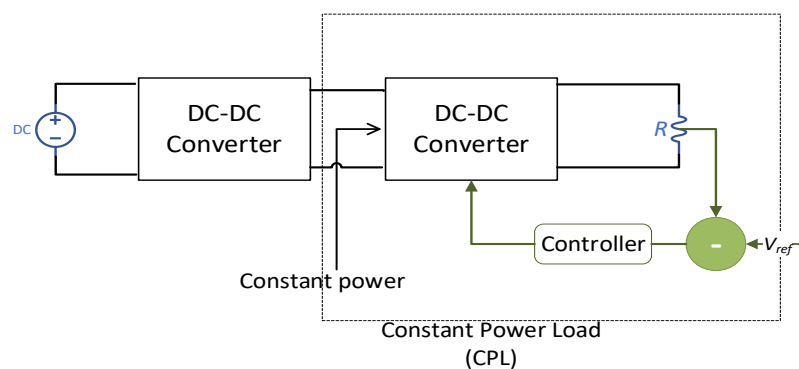 DC
DC-DC
Converter
DC-DC
Converter
R
Controller
-
Vref
Constant power
Constant Power Load
(CPL)